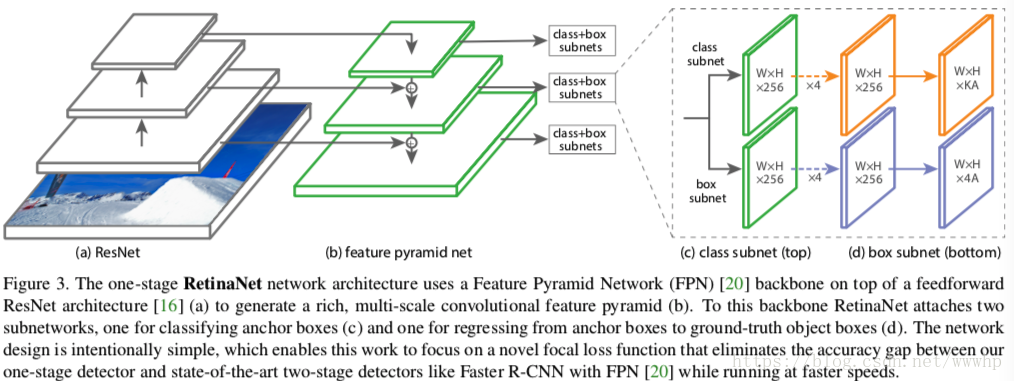 class+box
subnets
class+box
subnets
class+box
subnets
class
subnet
W×H
×256
×4
W×H
×256
W×H
×KA
box
subnet
W×H
×256
×4
W×H
×256
W×H
×4A
(a) ResNet
(b) feature pyramid net
(c) class subnet (top)
(d) box subnet (bottom)
Figure 3. The one-stage RetinaNet network architecture uses a Feature Pyramid Network (FPN) [20] backbone on top of a feedforward
ResNet architecture [16] (a) to generate a rich, multi-scale convolutional feature pyramid (b). To this backbone RetinaNet attaches two
subnetworks, one for classifying anchor boxes (c) and one for regressing from anchor boxes to ground-truth object boxes (d). The network
design is intentionally simple, which enables this work to focus on a novel focal loss function that eliminates the accuracy gap between our
one-stage detector and state-of-the-art two-stage detectors like Faster R-CNN with FPN [20] while running at faster speeds.
https://blog.csdn.net/wwwhp